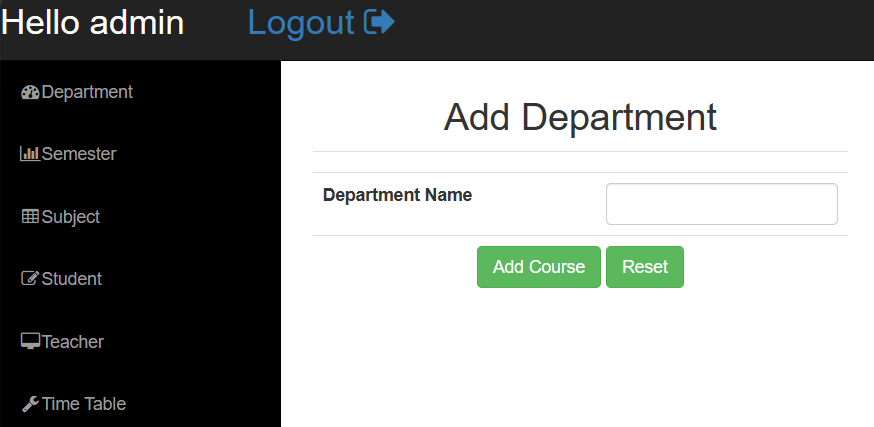 Hello admin Logout
Department
Semester
Subject
Student
Teacher
Time Table
Add Department
Department Name
Add Course Reset